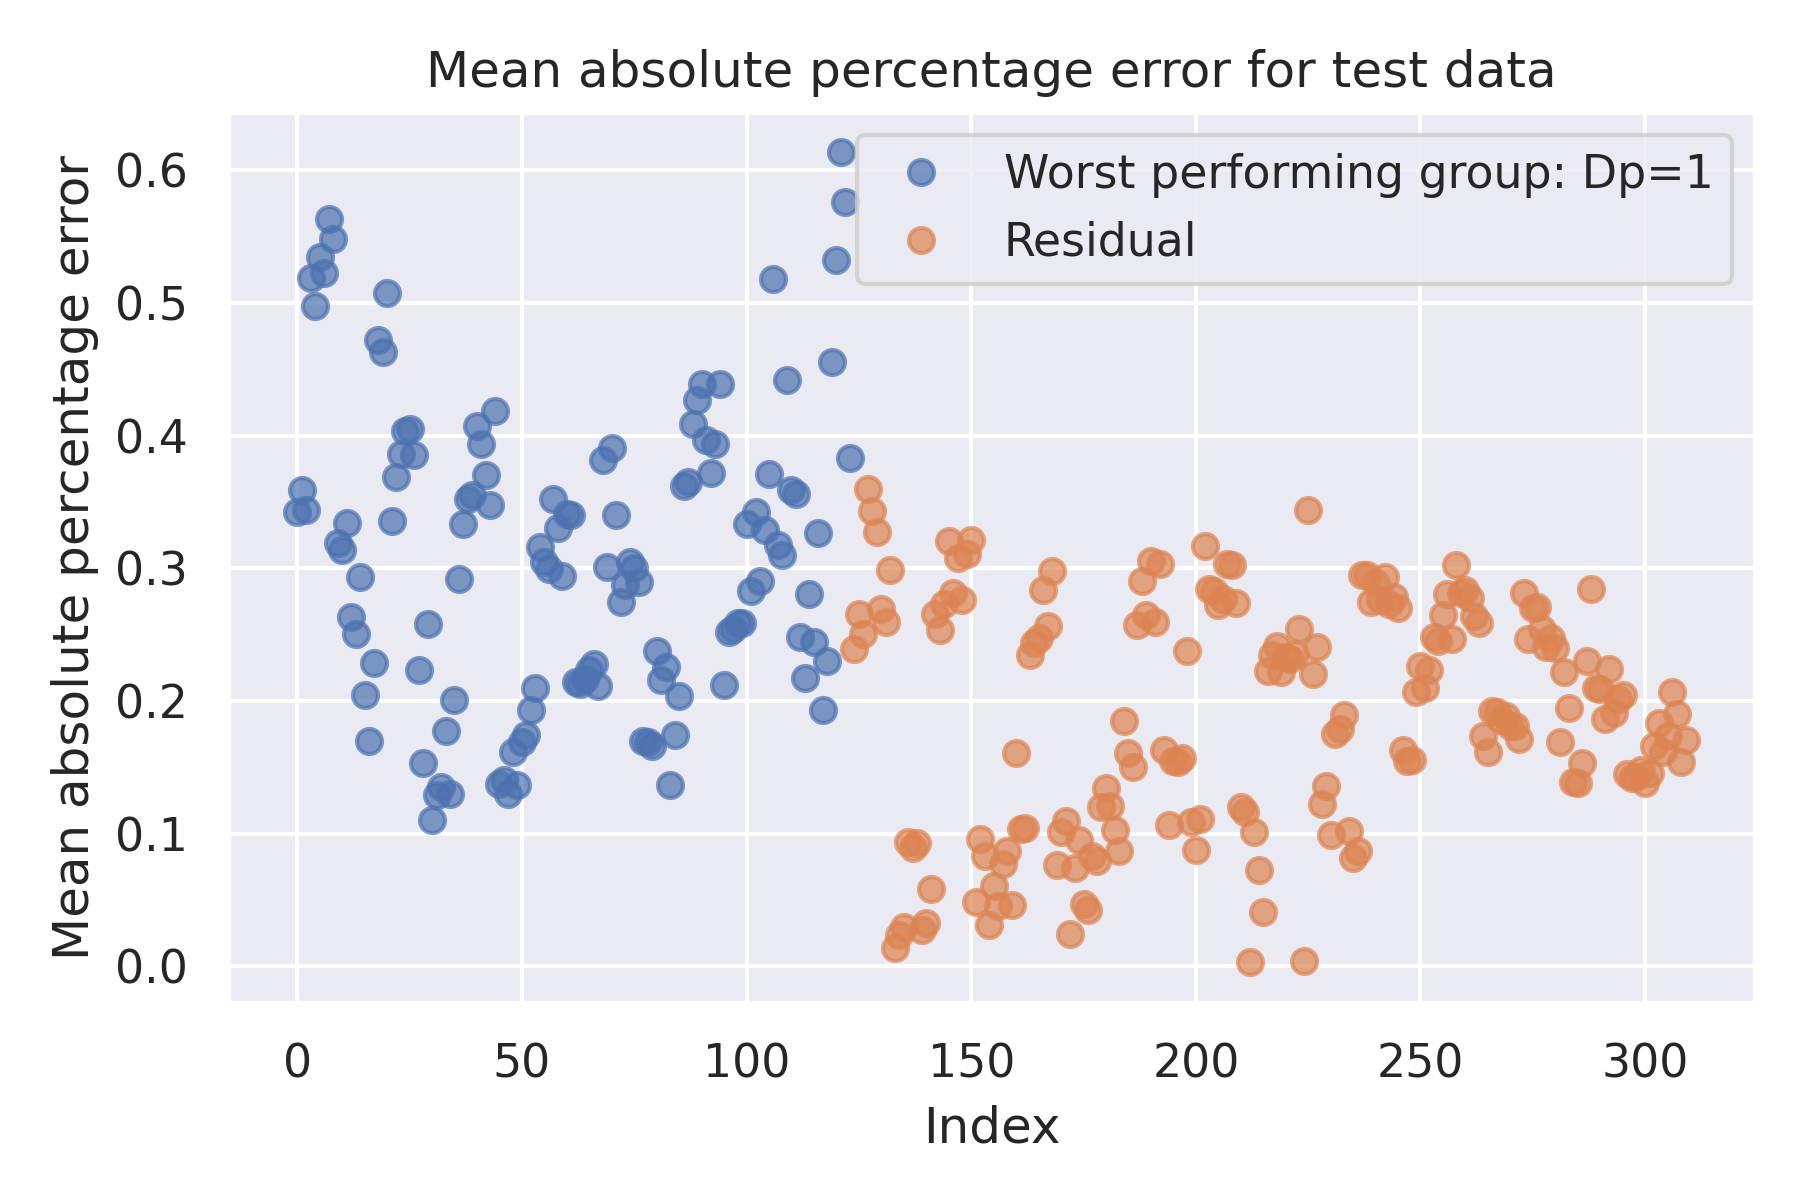 Mean absolute percentage error for test data
Mean absolute percentage error
0.6
0.5
0.4
0.3
0.2
0.1
0.0
Worst performing group: Dp=1
Residual
0 50 100 150 200 250 300
Index